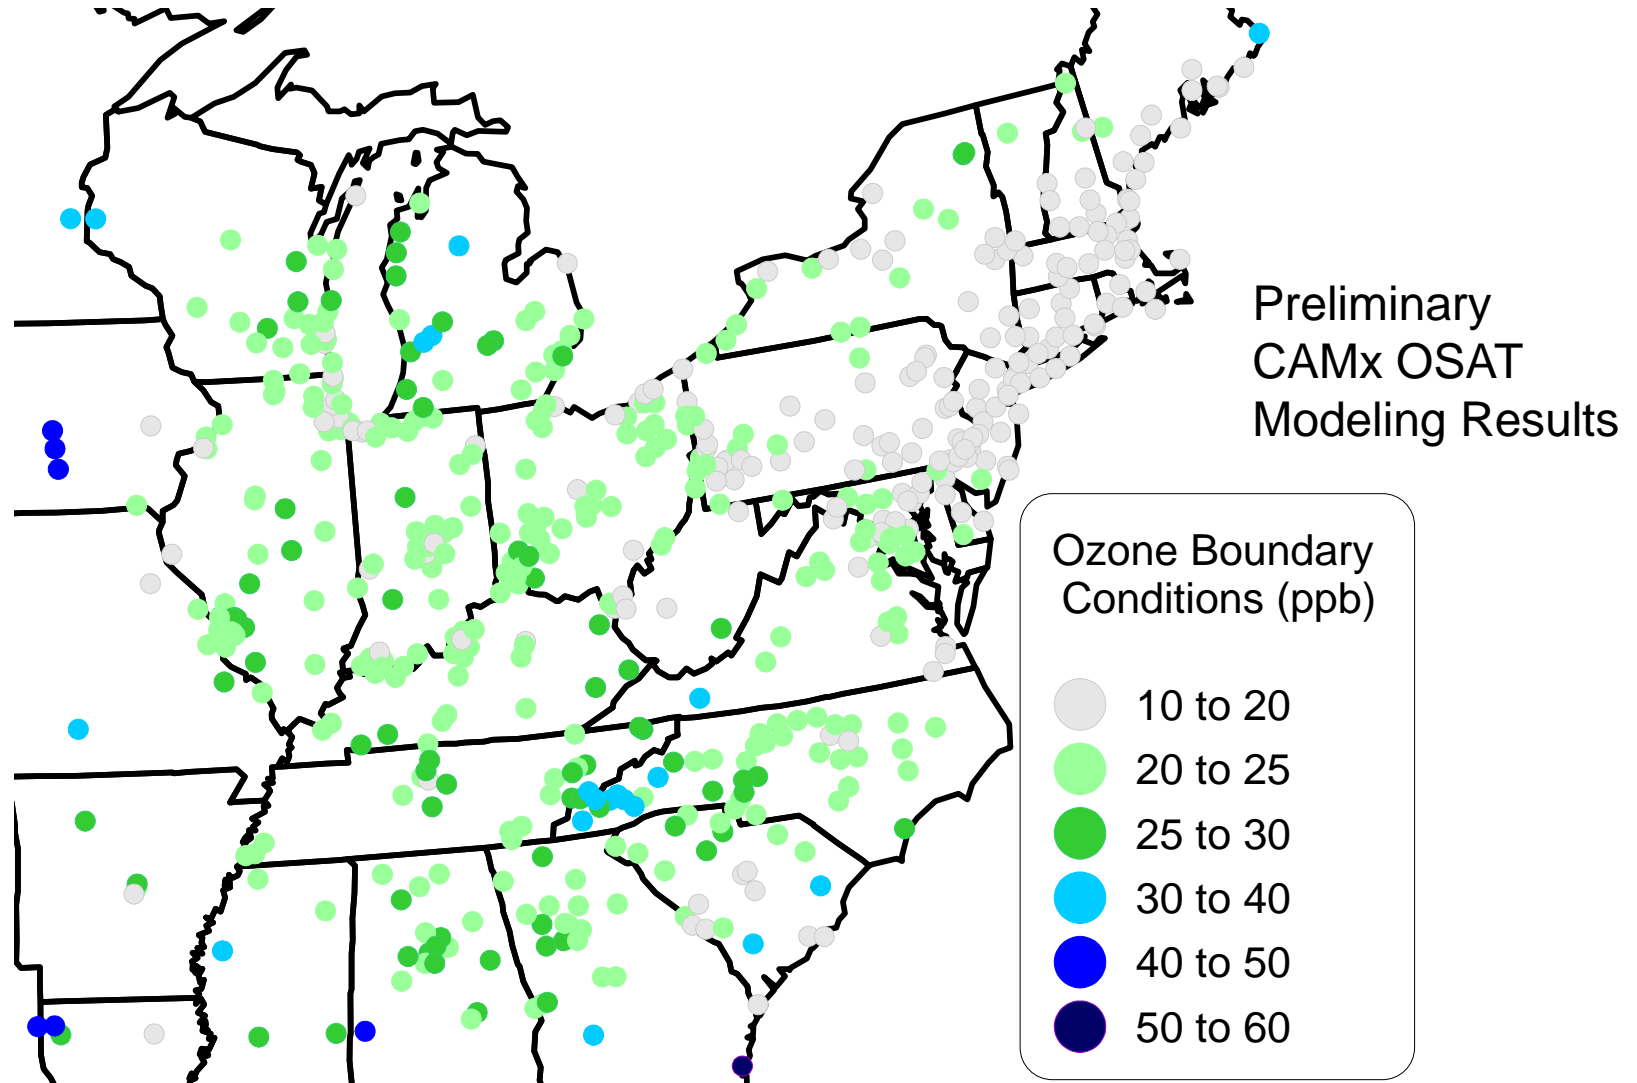 Preliminary
CAMx OSAT
Modeling Results
Ozone Boundary
Conditions (ppb)
10 to 20
20 to 25
25 to 30
30 to 40
40 to 50
50 to 60